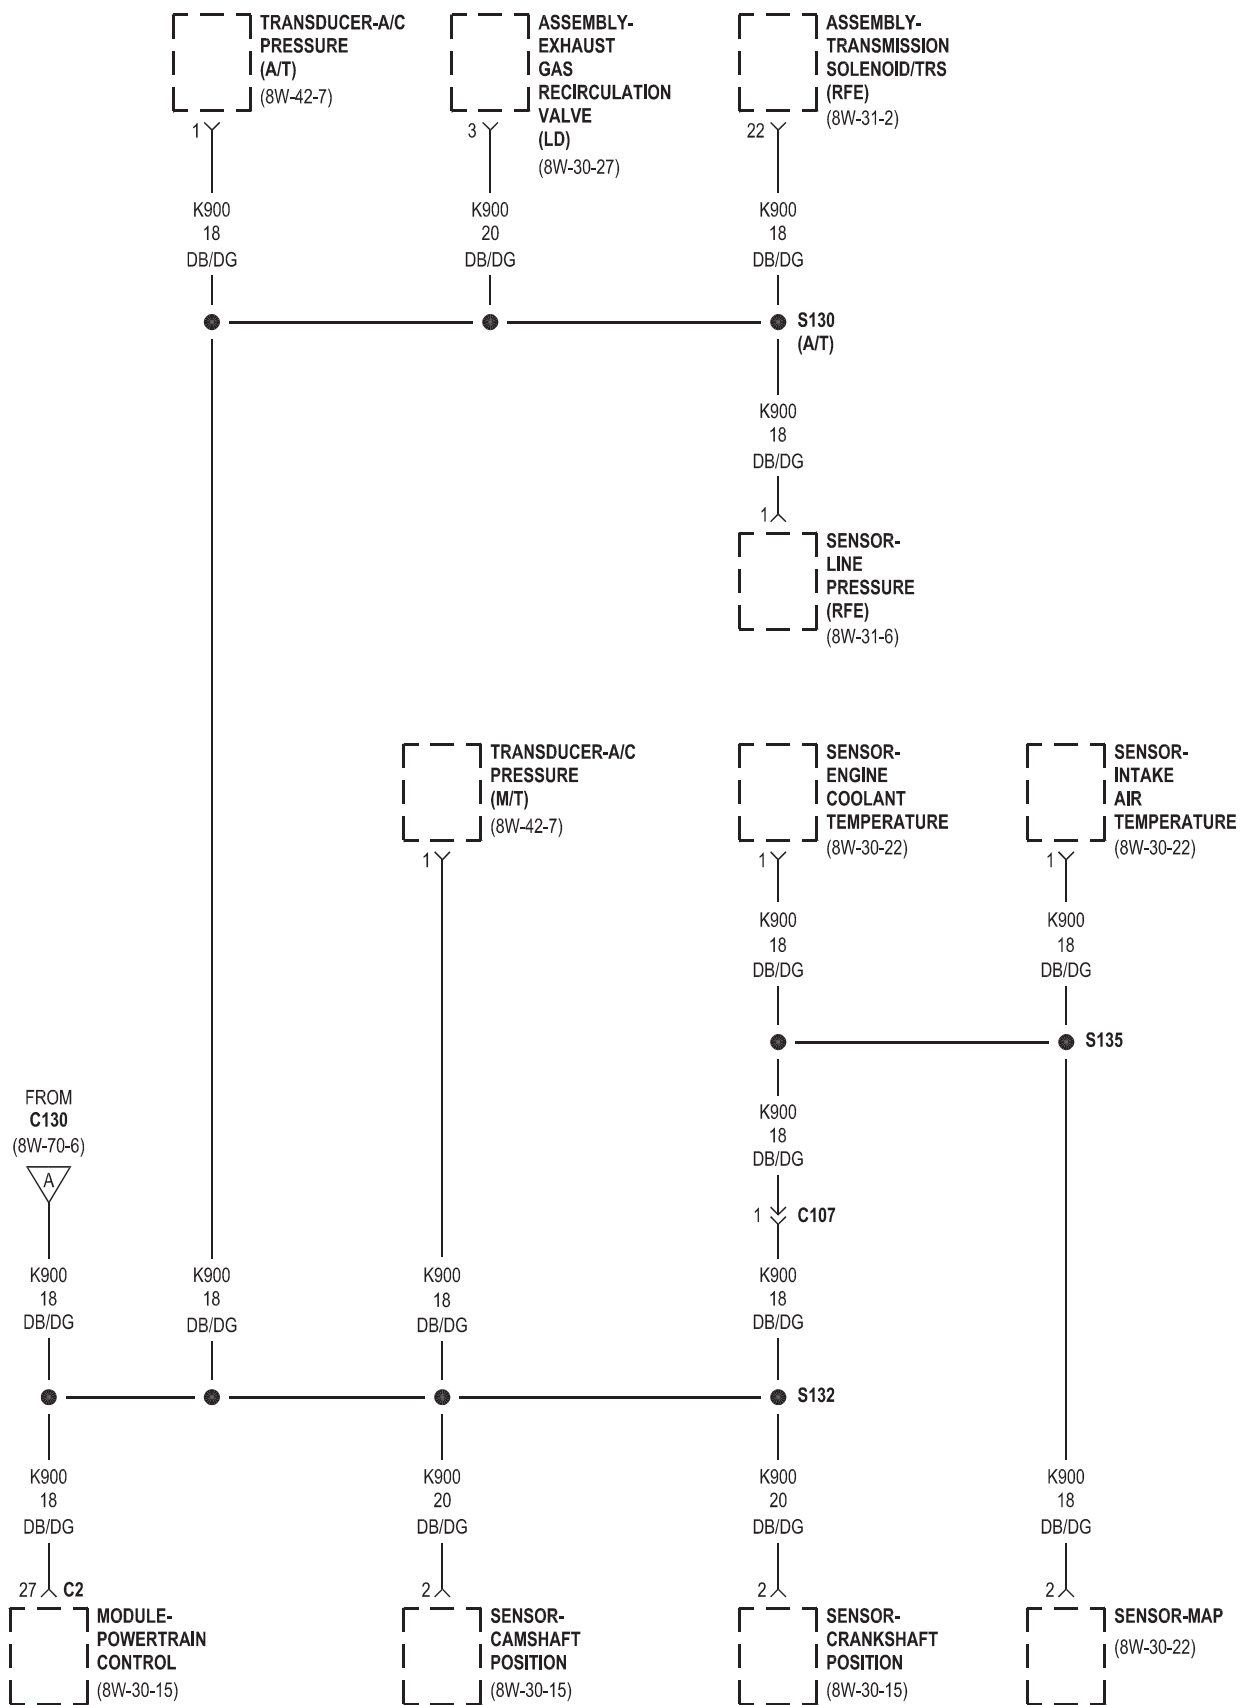 TRANSDUCER-A/C
PRESSURE
(A/T)
(8W-42-7)
1
ASSEMBLY-
EXHAUST
GAS
RECIRCULATION
VALVE
(LD)
(8W-30-27)
3
ASSEMBLY-
TRANSMISSION
SOLENOID/TRS
(RFE)
(8W-31-2)
22
K900
18
DB/DG
K900
20
DB/DG
K900
18
DB/DG
S130
(A/T)
K900
18
DB/DG
1
SENSOR-
LINE
PRESSURE
(RFE)
(8W-31-6)
TRANSDUCER-A/C
PRESSURE
(M/T)
(8W-42-7)
1
SENSOR-
ENGINE
COOLANT
TEMPERATURE
(8W-30-22)
1
SENSOR-
INTAKE
AIR
TEMPERATURE
(8W-30-22)
1
K900
18
DB/DG
K900
18
DB/DG
S135
FROM
C130
(8W-70-6)
A
K900
18
DB/DG
1
C107
K900
18
DB/DG
K900
18
DB/DG
K900
18
DB/DG
K900
18
DB/DG
S132
K900
18
DB/DG
K900
20
DB/DG
K900
20
DB/DG
K900
18
DB/DG
27 C2
MODULE-
POWERTRAIN
CONTROL
(8W-30-15)
2
SENSOR-
CAMSHAFT
POSITION
(8W-30-15)
2
SENSOR-
CRANKSHAFT
POSITION
(8W-30-15)
2
SENSOR-MAP
(8W-30-22)